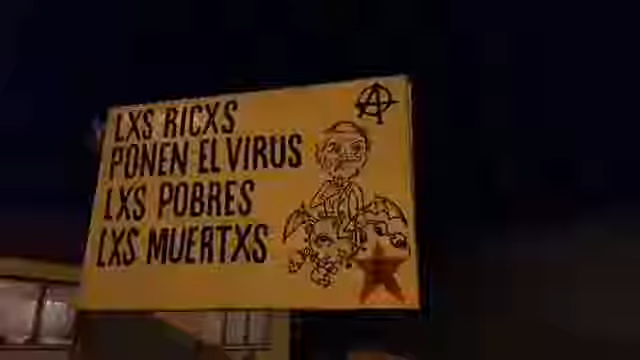 LXS RICXS
PONEN EL VIRUS
LXS POBRES
LXS MUERTXS